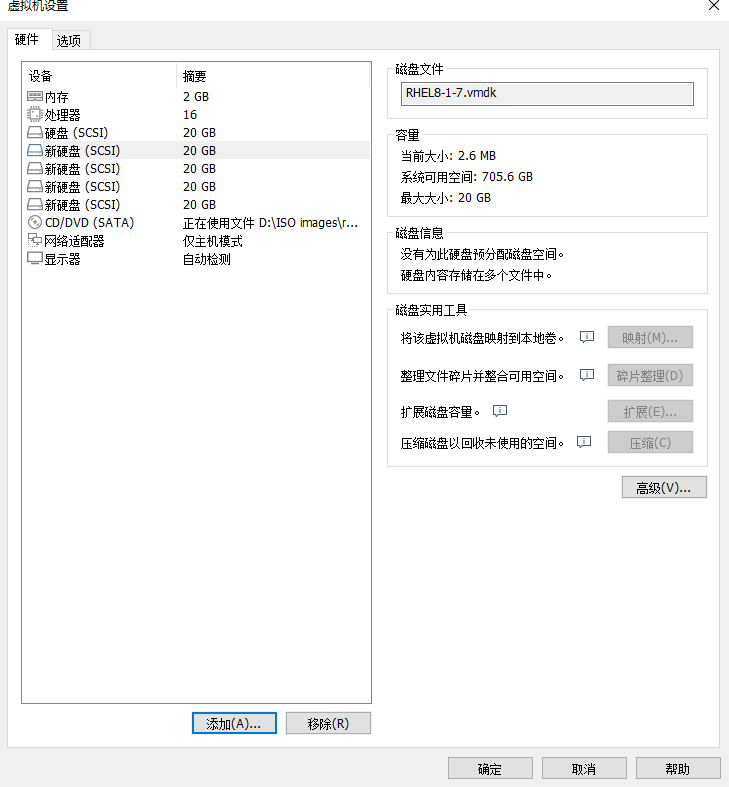 虚拟机设置
硬件 选项
设备 摘要
内存 2 GB
处理器 16
硬盘 (SCSI) 20 GB
新硬盘 (SCSI) 20 GB
新硬盘 (SCSI) 20 GB
新硬盘 (SCSI) 20 GB
新硬盘 (SCSI) 20 GB
CD/DVD (SATA) 正在使用文件 D:\ISO images\r...
网络适配器 仅主机模式
显示器 自动检测
添加(A)... 移除(R)
磁盘文件
RHEL8-1-7.vmdk
容量
当前大小: 2.6 MB
系统可用空间: 705.6 GB
最大大小: 20 GB
磁盘信息
没有为此硬盘预分配磁盘空间。
硬盘内容存储在多个文件中。
磁盘实用工具
将该虚拟机磁盘映射到本地卷。 映射(M)...
整理文件碎片并整合可用空间。 碎片整理(D)
扩展磁盘容量。 扩展(E)...
压缩磁盘以回收未使用的空间。 压缩(C)
高级(V)...
确定 取消 帮助